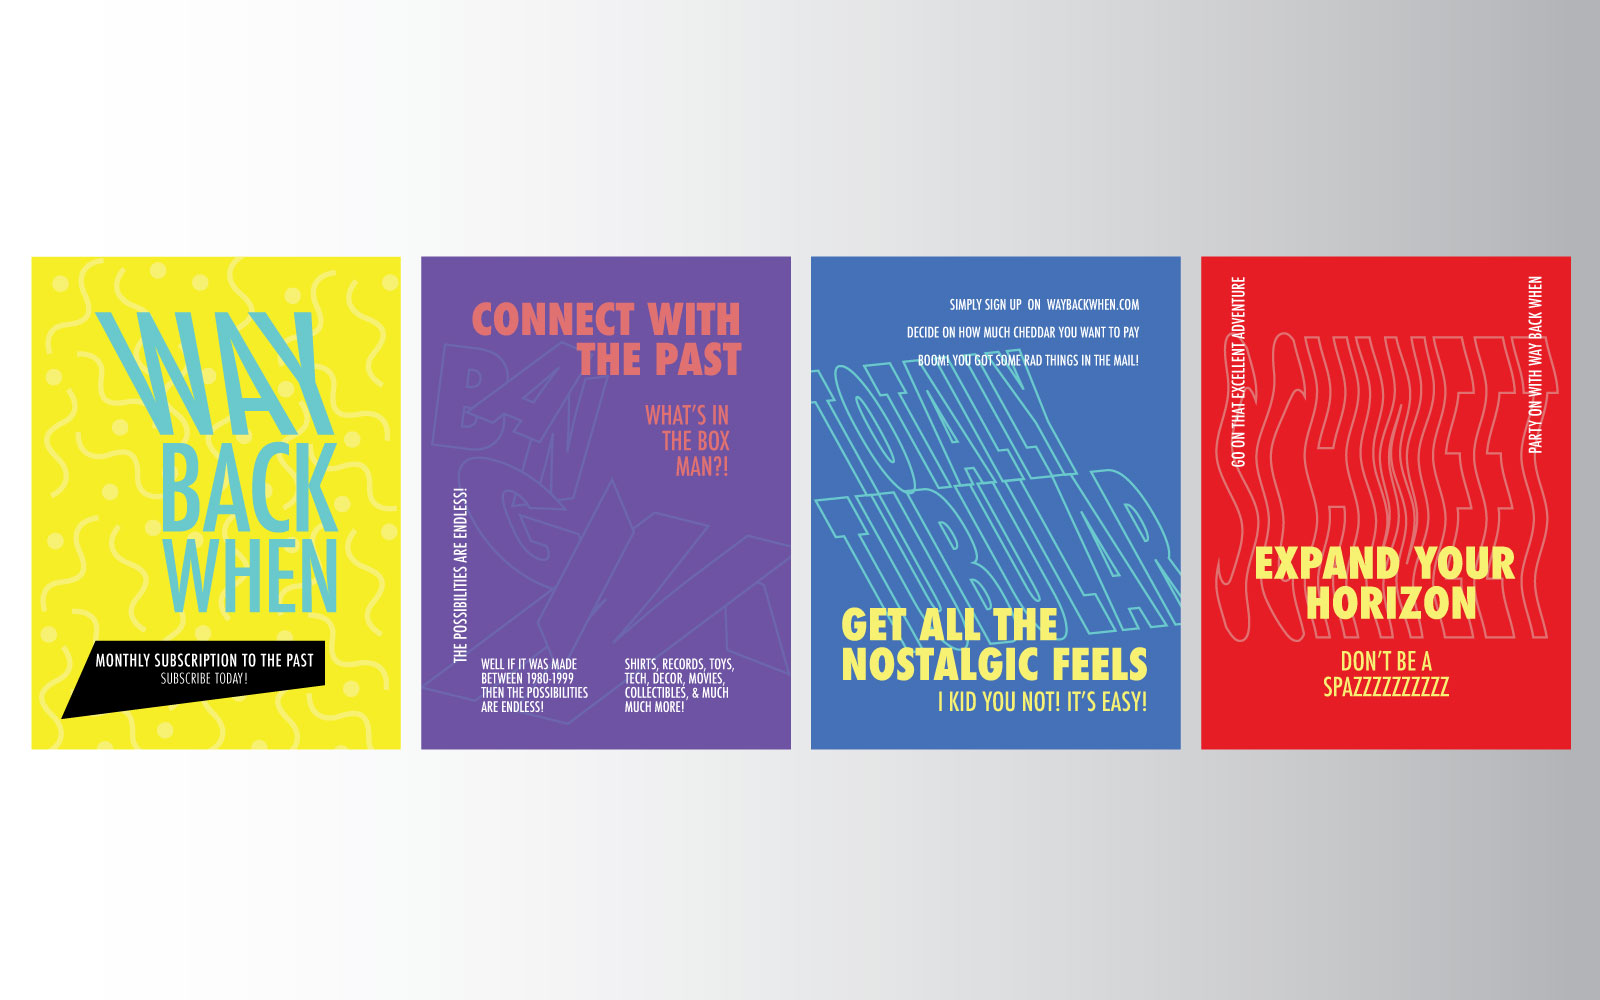 WAY
BACK
WHEN
MONTHLY SUBSCRIPTION TO THE PAST
SUBSCRIBE TODAY!
CONNECT WITH
THE PAST
WHAT'S IN
THE BOX
MAN?!
THE POSSIBILITIES ARE ENDLESS!
WELL IF IT WAS MADE
BETWEEN 1980-1999
THEN THE POSSIBILITIES
ARE ENDLESS!
SHIRTS, RECORDS, TOYS,
TECH, DECOR, MOVIES,
COLLECTIBLES, & MUCH
MUCH MORE!
SIMPLY SIGN UP ON WAYBACKWHEN.COM
DECIDE ON HOW MUCH CHEDDAR YOU WANT TO PAY
BOOM! YOU GOT SOME RAD THINGS IN THE MAIL!
TOTALLY
TUBULAR
GET ALL THE
NOSTALGIC FEELS
I KID YOU NOT! IT'S EASY!
GO ON THAT EXCELLENT ADVENTURE
PARTY ON WITH WAY BACK WHEN
SCHWEET
EXPAND YOUR
HORIZON
DON'T BE A
SPAZZZZZZZZZZ